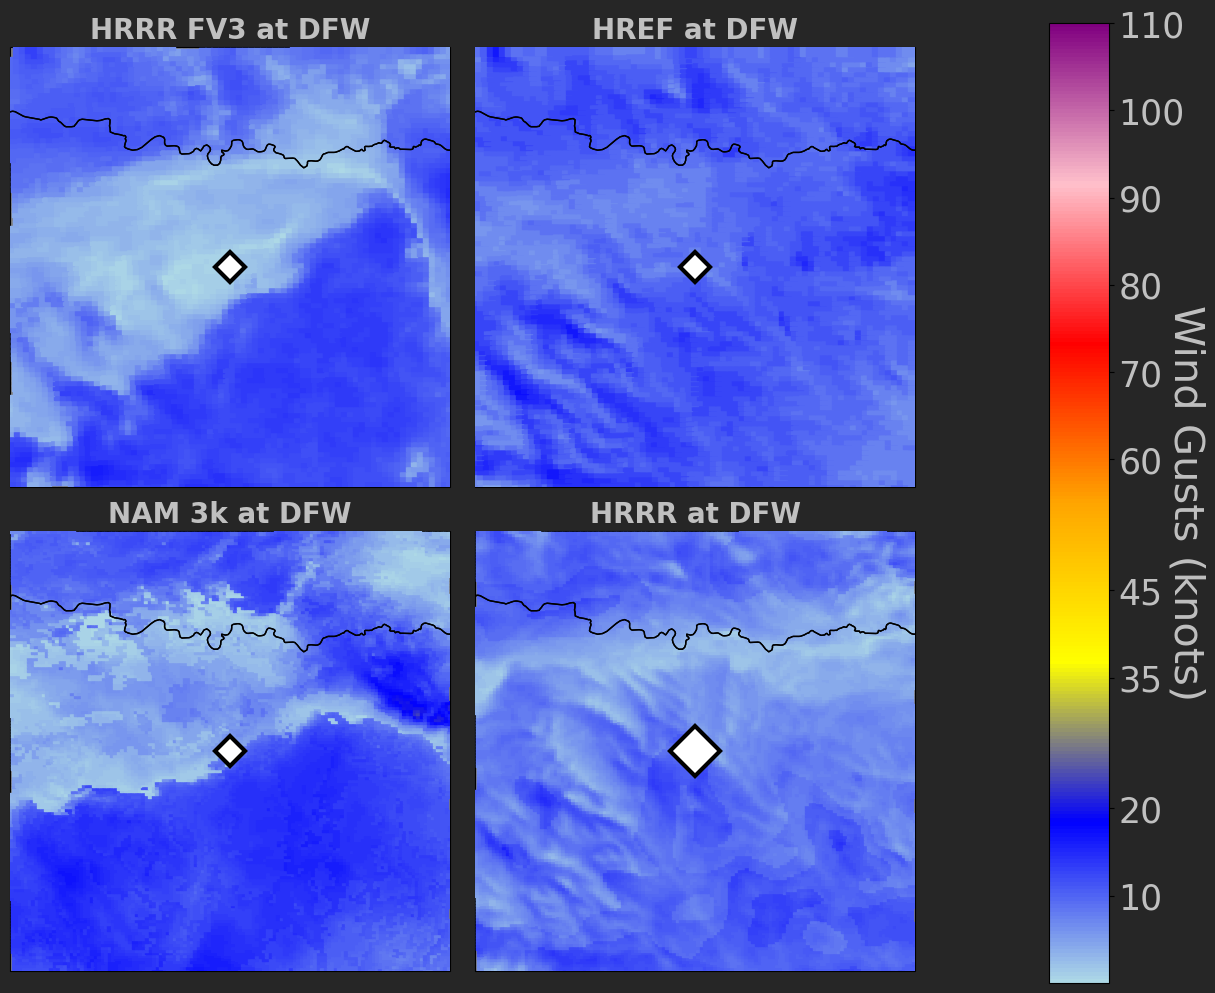 HRRR FV3 at DFW
HREF at DFW
NAM 3k at DFW
HRRR at DFW
110
100
90
80
70
60
45
35
20
10
Wind Gusts (knots)